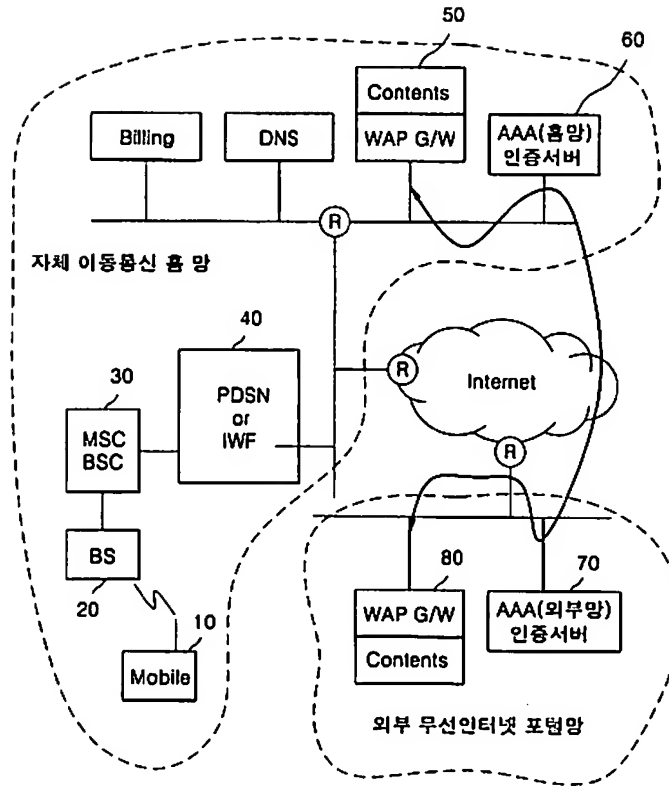 50
60
Contents
WAP G/W
Billing
DNS
AAA(홈망)
인증서버
R
자체 이동통신 홈 망
40
30
PDSN
or
IWF
MSC
BSC
R
Internet
R
BS
20
10
Mobile
80
70
WAP G/W
Contents
AAA(외부망)
인증서버
외부 무선인터넷 포털망